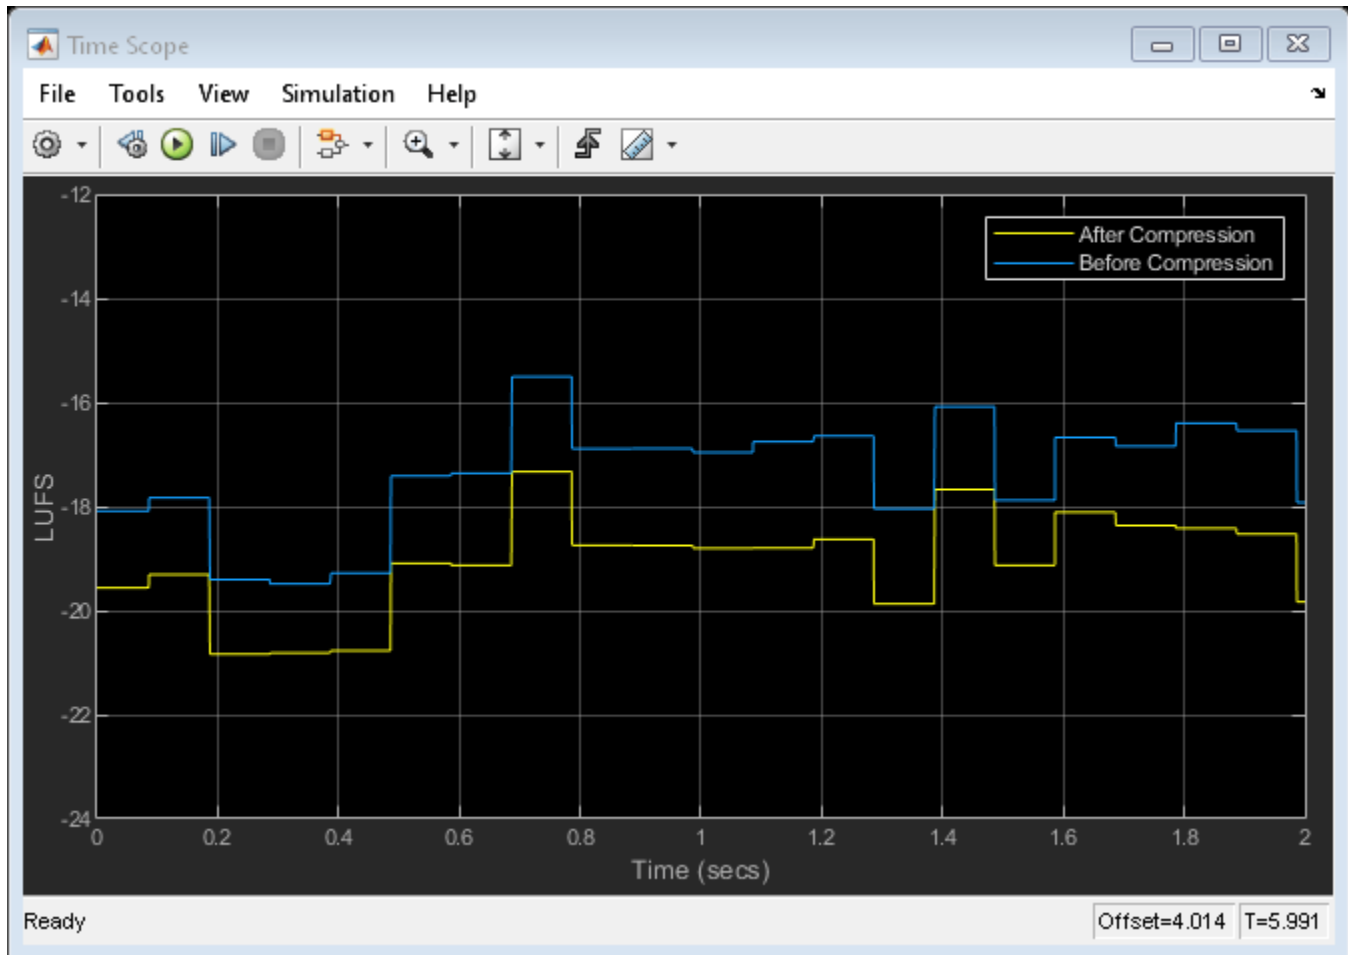 Time Scope
File Tools View Simulation Help
-12
After Compression
Before Compression
-14
-16
LUFS
-18
-20
-22
-24
0 0.2 0.4 0.6 0.8 1 1.2 1.4 1.6 1.8 2
Time (secs)
Ready Offset=4.014 T=5.991